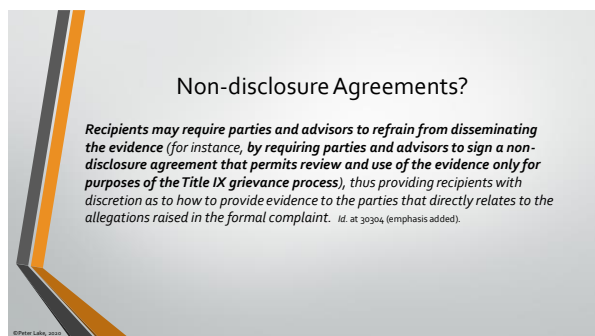 Non-disclosure Agreements?
Recipients may require parties and advisors to refrain from disseminating
the evidence (for instance, by requiring parties and advisors to sign a non-
disclosure agreement that permits review and use of the evidence only for
purposes of the Title IX grievance process), thus providing recipients with
discretion as to how to provide evidence to the parties that directly relates to the
allegations raised in the formal complaint. Id. at 30304 (emphasis added).
©Peter Lake, 2020